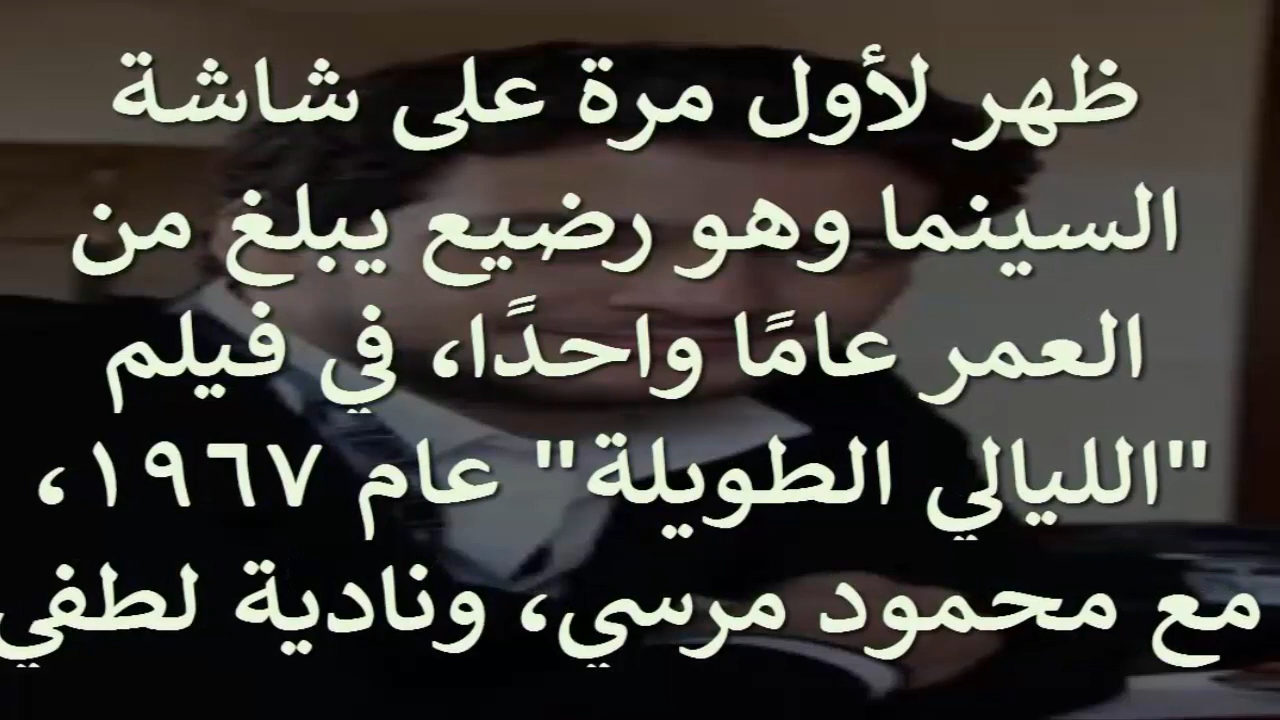 ظهر لأول مرة على شاشة
السينما وهو رضيع يبلغ من
العمر عامًا واحدًا، في فيلم
"الليالي الطويلة" عام ١٩٦٧،
مع محمود مرسي، ونادية لطفي